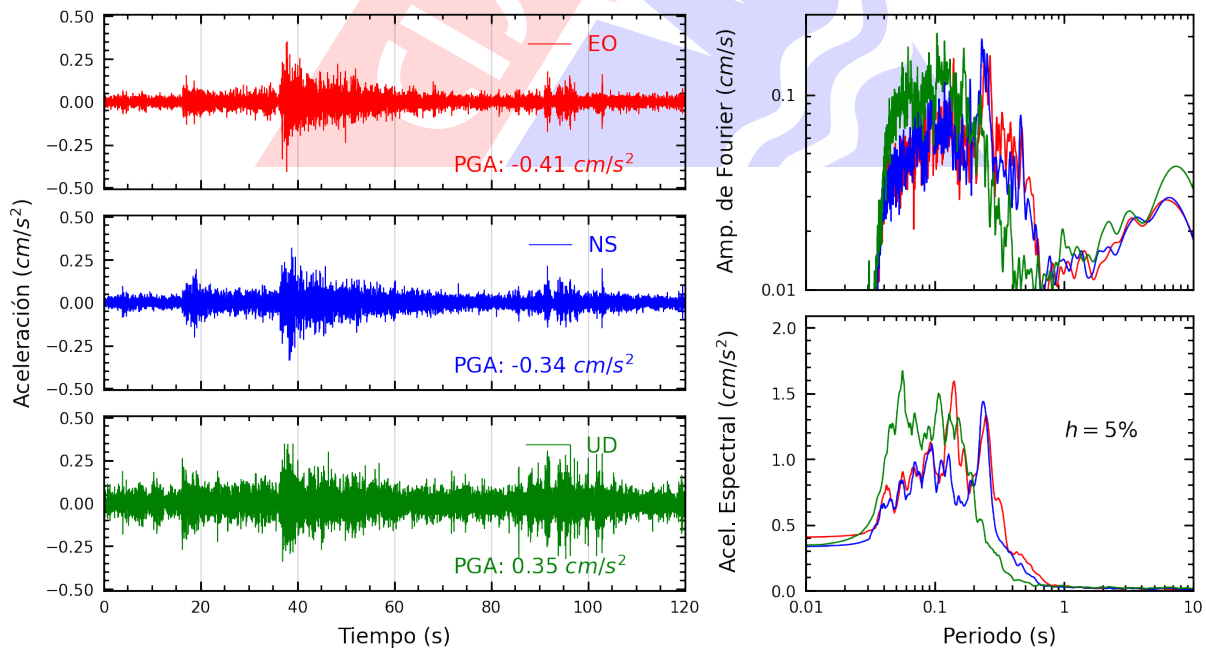 Aceleración (cm/s²)
0.50
0.25
0.00
−0.25
−0.50
EO
PGA: -0.41 cm/s²
0.50
0.25
0.00
−0.25
−0.50
NS
PGA: -0.34 cm/s²
0.50
0.25
0.00
−0.25
−0.50
UD
PGA: 0.35 cm/s²
0 20 40 60 80 100 120
Tiempo (s)
Amp. de Fourier (cm/s)
0.1
0.01
Acel. Espectral (cm/s²)
2.0
1.5
1.0
0.5
0.0
h = 5%
0.01 0.1 1 10
Periodo (s)